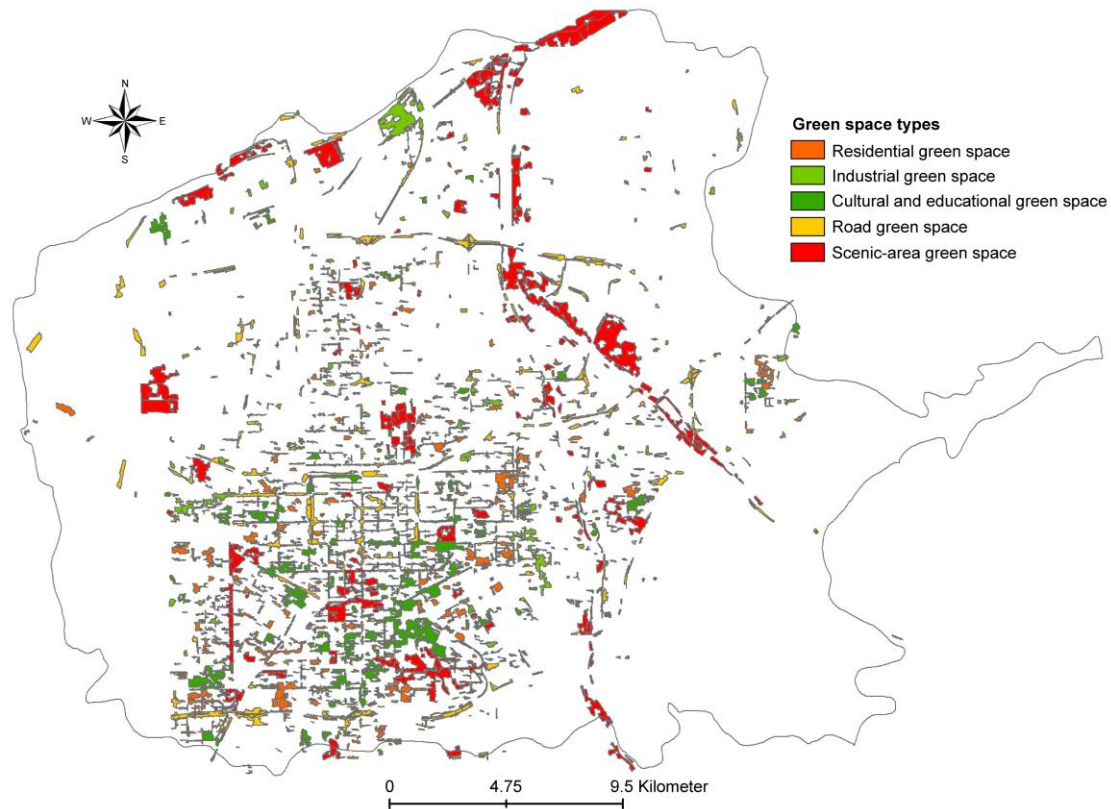 N
W E
S
Green space types
Residential green space
Industrial green space
Cultural and educational green space
Road green space
Scenic-area green space
0 4.75 9.5 Kilometer